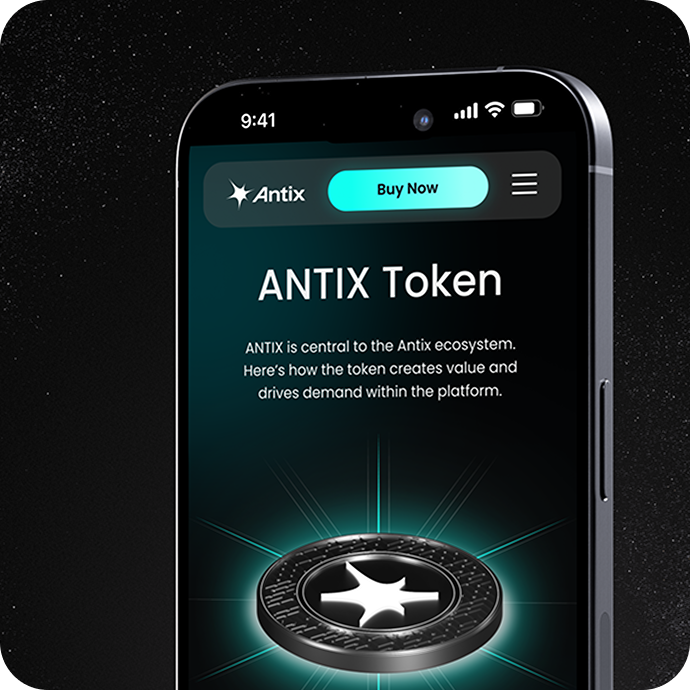 9:41
Antix
Buy Now
ANTIX Token
ANTIX is central to the Antix ecosystem.
Here's how the token creates value and
drives demand within the platform.